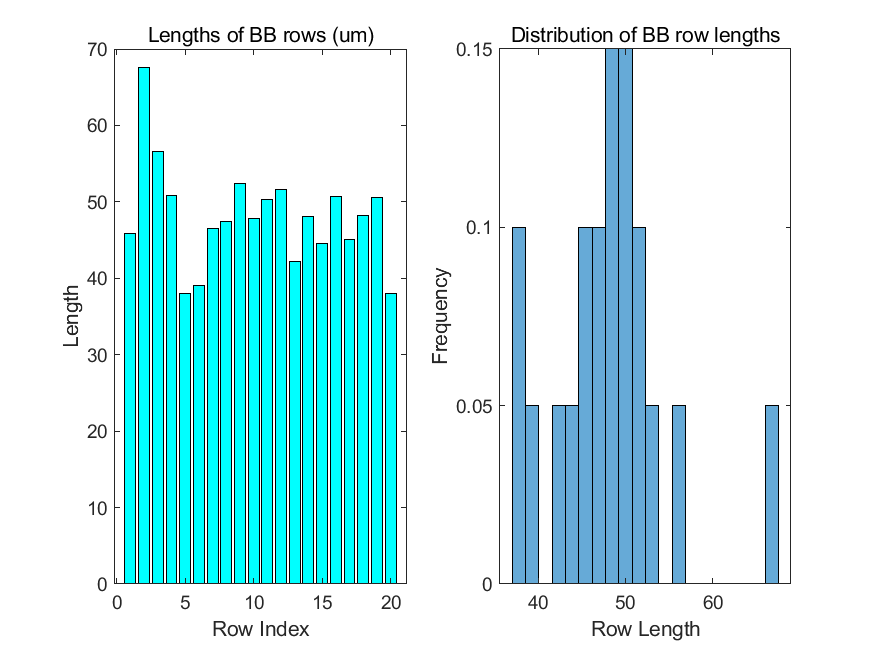 Lengths of BB rows (um)
70
60
50
40
30
20
10
0
Length
0 5 10 15 20
Row Index
Distribution of BB row lengths
0.15
0.1
0.05
0
Frequency
40 50 60
Row Length